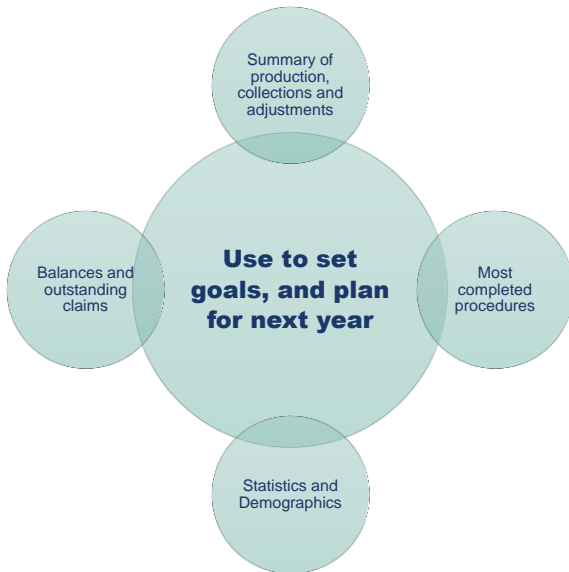 Summary of
production,
collections and
adjustments
Balances and
outstanding
claims
Use to set
goals, and plan
for next year
Most
completed
procedures
Statistics and
Demographics